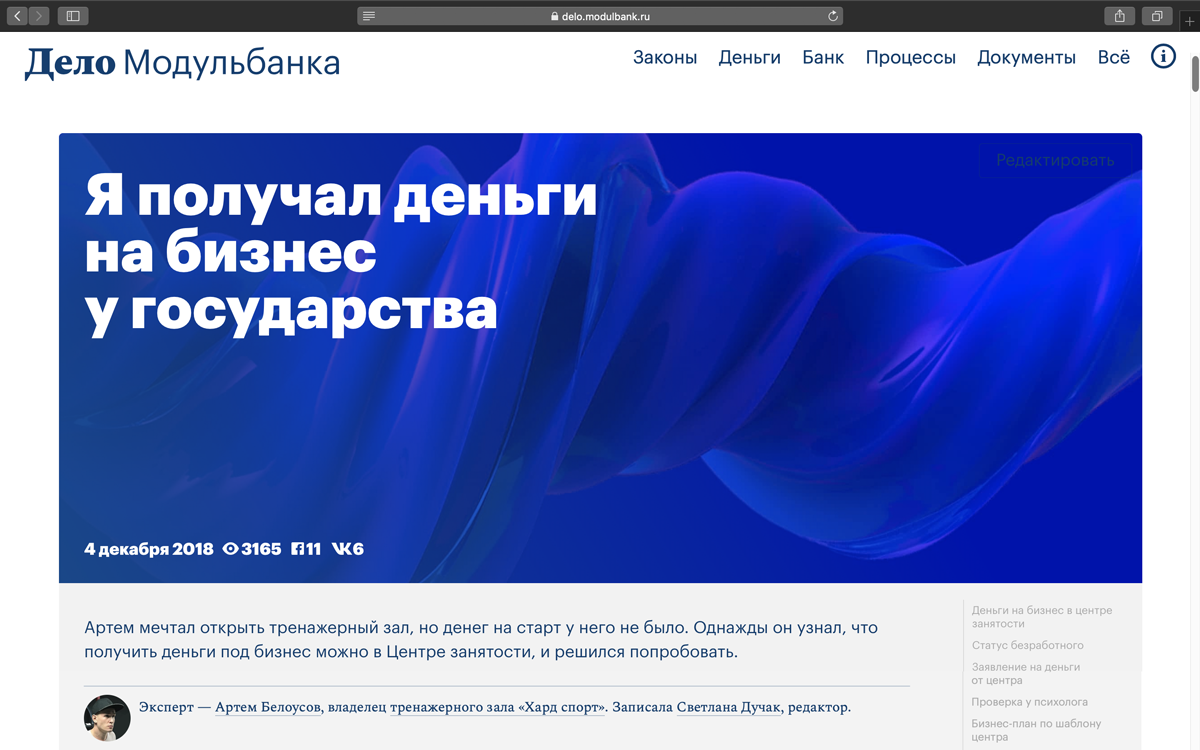 delo.modulbank.ru
Дело Модульбанка
Законы Деньги Банк Процессы Документы Всё
Редактировать
Я получал деньги
на бизнес
у государства
4 декабря 2018 3165 11 6
Артем мечтал открыть тренажерный зал, но денег на старт у него не было. Однажды он узнал, что
получить деньги под бизнес можно в Центре занятости, и решился попробовать.
Эксперт — Артем Белоусов, владелец тренажерного зала «Хард спорт». Записала Светлана Дучак, редактор.
Деньги на бизнес в центре
занятости
Статус безработного
Заявление на деньги
от центра
Проверка у психолога
Бизнес-план по шаблону
центра